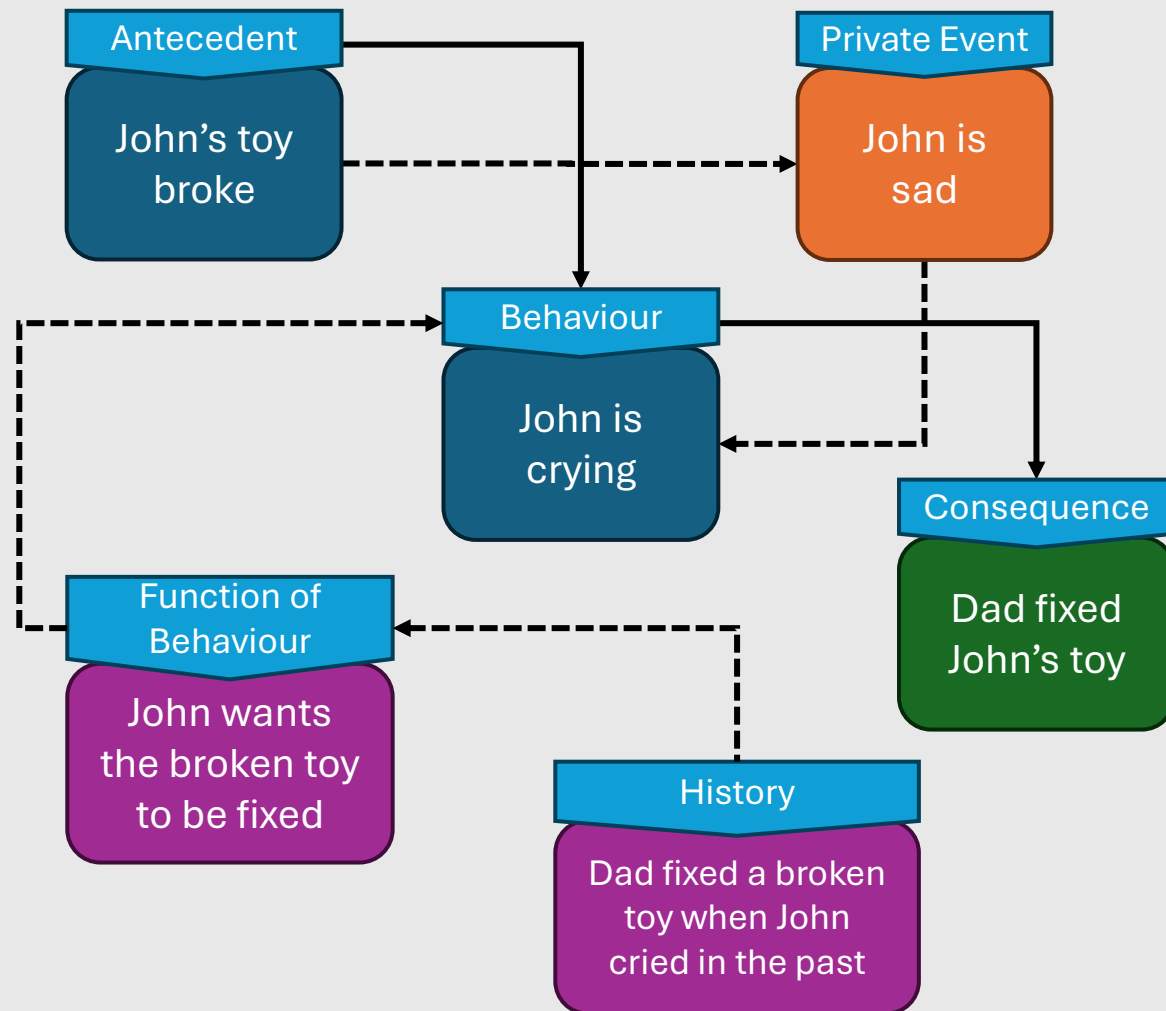 Antecedent
John’s toy
broke
Private Event
John is
sad
Behaviour
John is
crying
Consequence
Dad fixed
John’s toy
Function of
Behaviour
John wants
the broken toy
to be fixed
History
Dad fixed a broken
toy when John
cried in the past